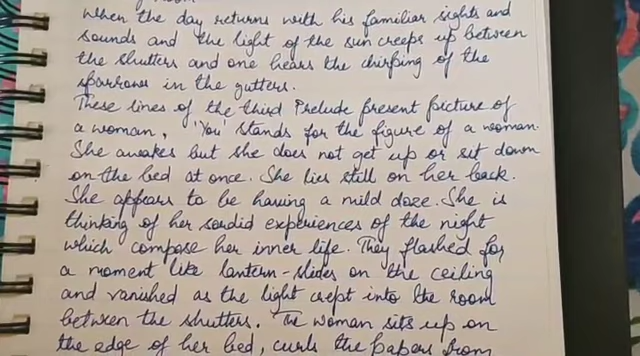 when the day returns with his familiar sights and
sounds and the light of the sun creeps up between
the shutters and one hears the chirping of the
sparrows in the gutters.
These lines of the third Prelude present picture of
a woman, 'You' stands for the figure of a woman.
She awakes but she does not get up or sit down
on the bed at once. She lies still on her back.
She appears to be having a mild doze. She is
thinking of her sordid experiences of the night
which compose her inner life. They flashed for
a moment like lantern-slides on the ceiling
and vanished as the light crept into the room
between the shutters. The woman sits up on
the edge of her bed, curls the papers from